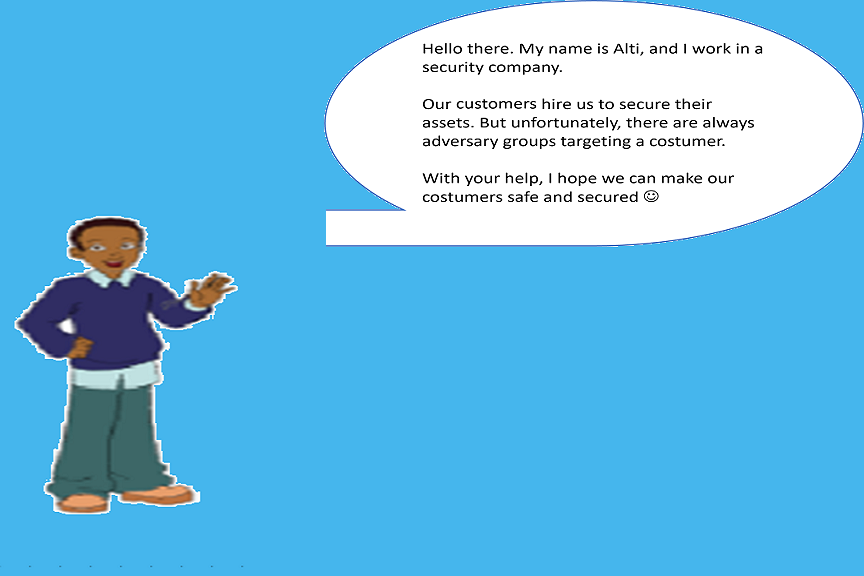 Hello there. My name is Alti, and I work in a
security company.
Our customers hire us to secure their
assets. But unfortunately, there are always
adversary groups targeting a costumer.
With your help, I hope we can make our
costumers safe and secured ☺